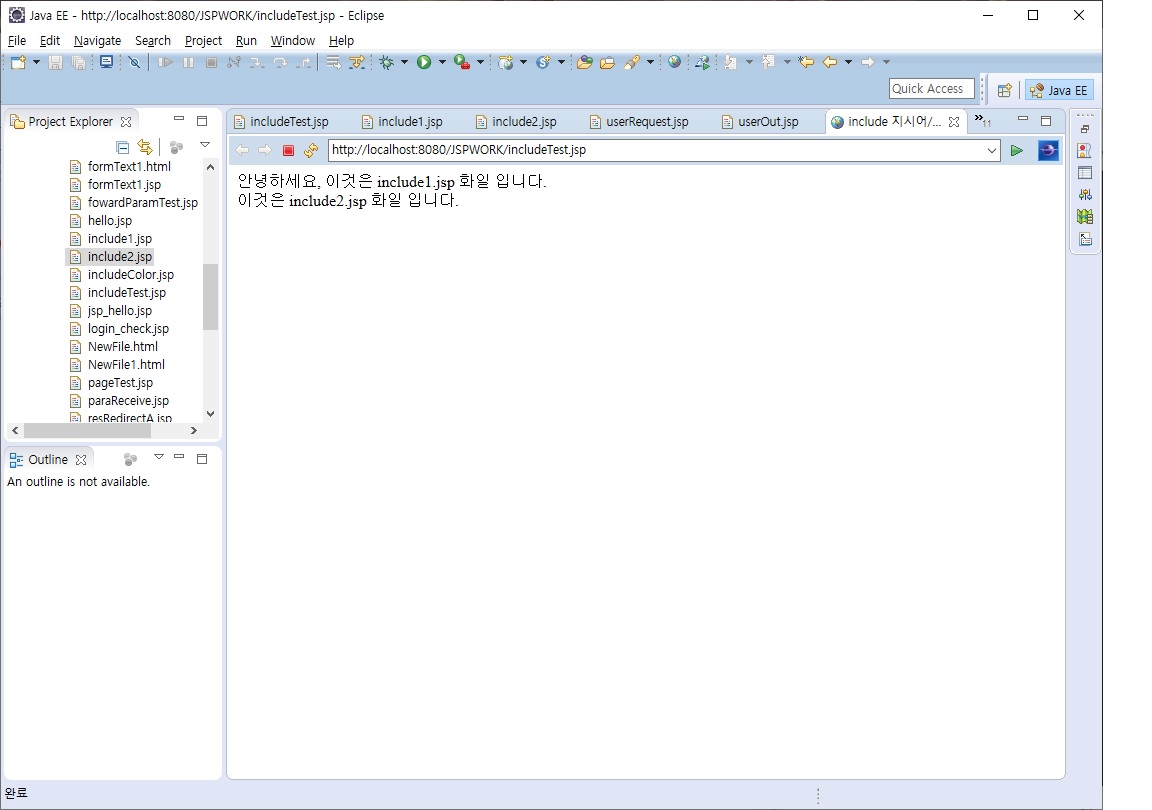 Java EE - http://localhost:8080/JSPWORK/includeTest.jsp - Eclipse
File Edit Navigate Search Project Run Window Help
Quick Access
Java EE
Project Explorer
includeTest.jsp include1.jsp include2.jsp userRequest.jsp userOut.jsp include 지시어/... »11
http://localhost:8080/JSPWORK/includeTest.jsp
formText1.html
formText1.jsp
fowardParamTest.jsp
hello.jsp
include1.jsp
include2.jsp
includeColor.jsp
includeTest.jsp
jsp_hello.jsp
login_check.jsp
NewFile.html
NewFile1.html
pageTest.jsp
paraReceive.jsp
resRedirectA.jsp
안녕하세요, 이것은 include1.jsp 화일 입니다.
이것은 include2.jsp 화일 입니다.
Outline
An outline is not available.
완료